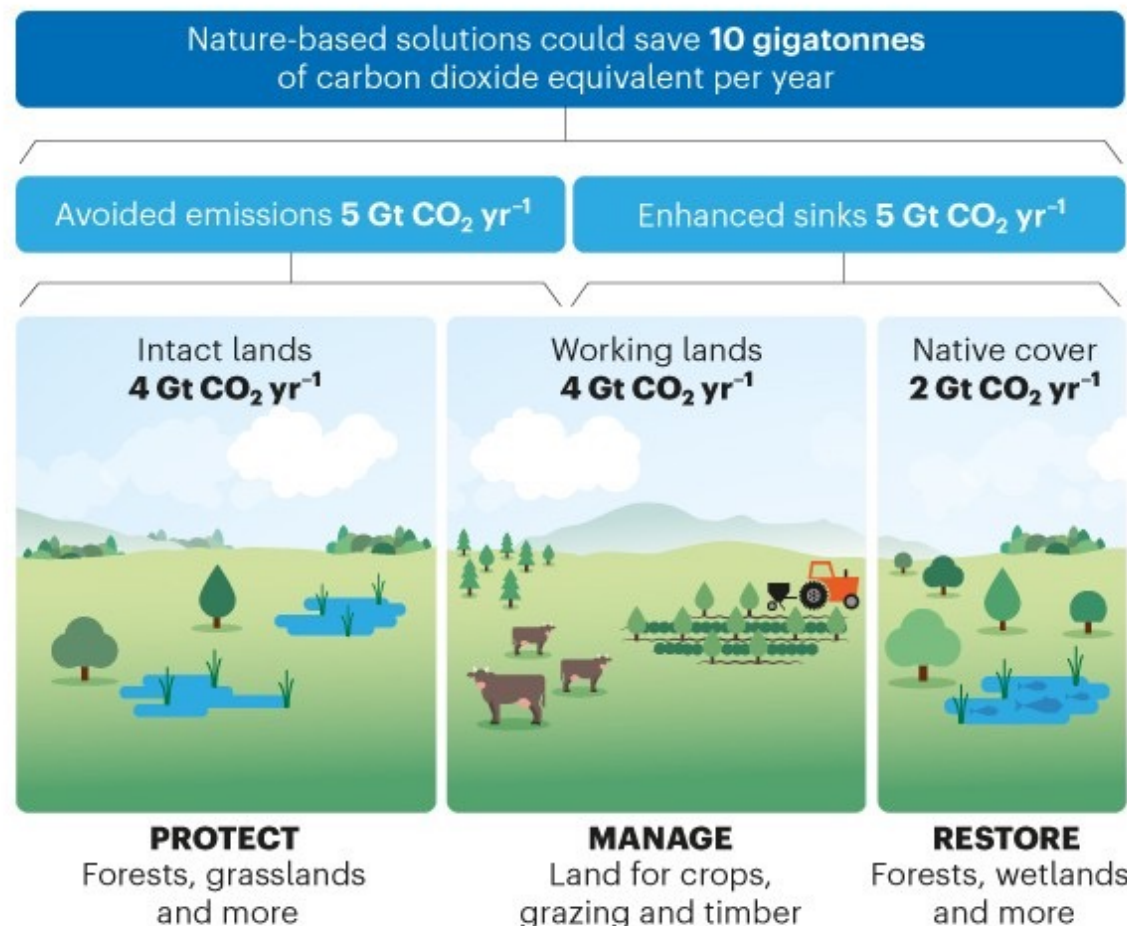 Nature-based solutions could save 10 gigatonnes
of carbon dioxide equivalent per year
Avoided emissions 5 Gt CO₂ yr⁻¹
Enhanced sinks 5 Gt CO₂ yr⁻¹
Intact lands
4 Gt CO₂ yr⁻¹
Working lands
4 Gt CO₂ yr⁻¹
Native cover
2 Gt CO₂ yr⁻¹
PROTECT
Forests, grasslands
and more
MANAGE
Land for crops,
grazing and timber
RESTORE
Forests, wetlands
and more